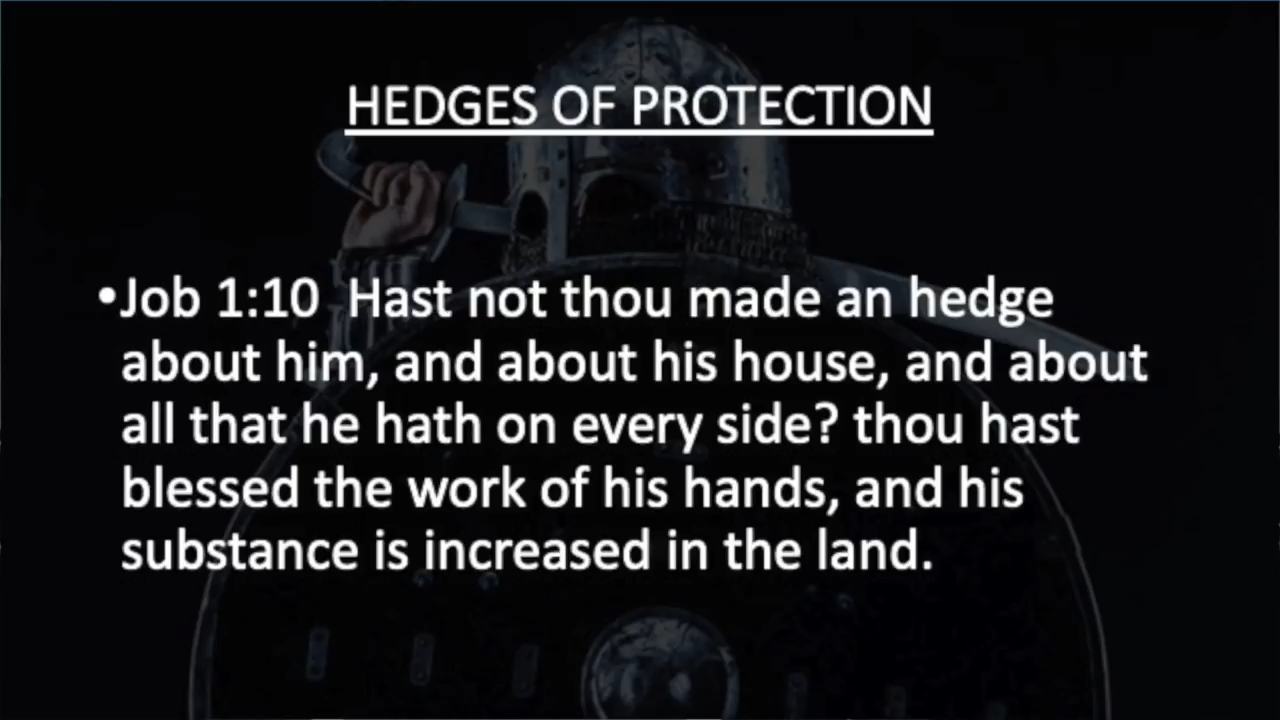 HEDGES OF PROTECTION
•Job 1:10  Hast not thou made an hedge
about him, and about his house, and about
all that he hath on every side? thou hast
blessed the work of his hands, and his
substance is increased in the land.